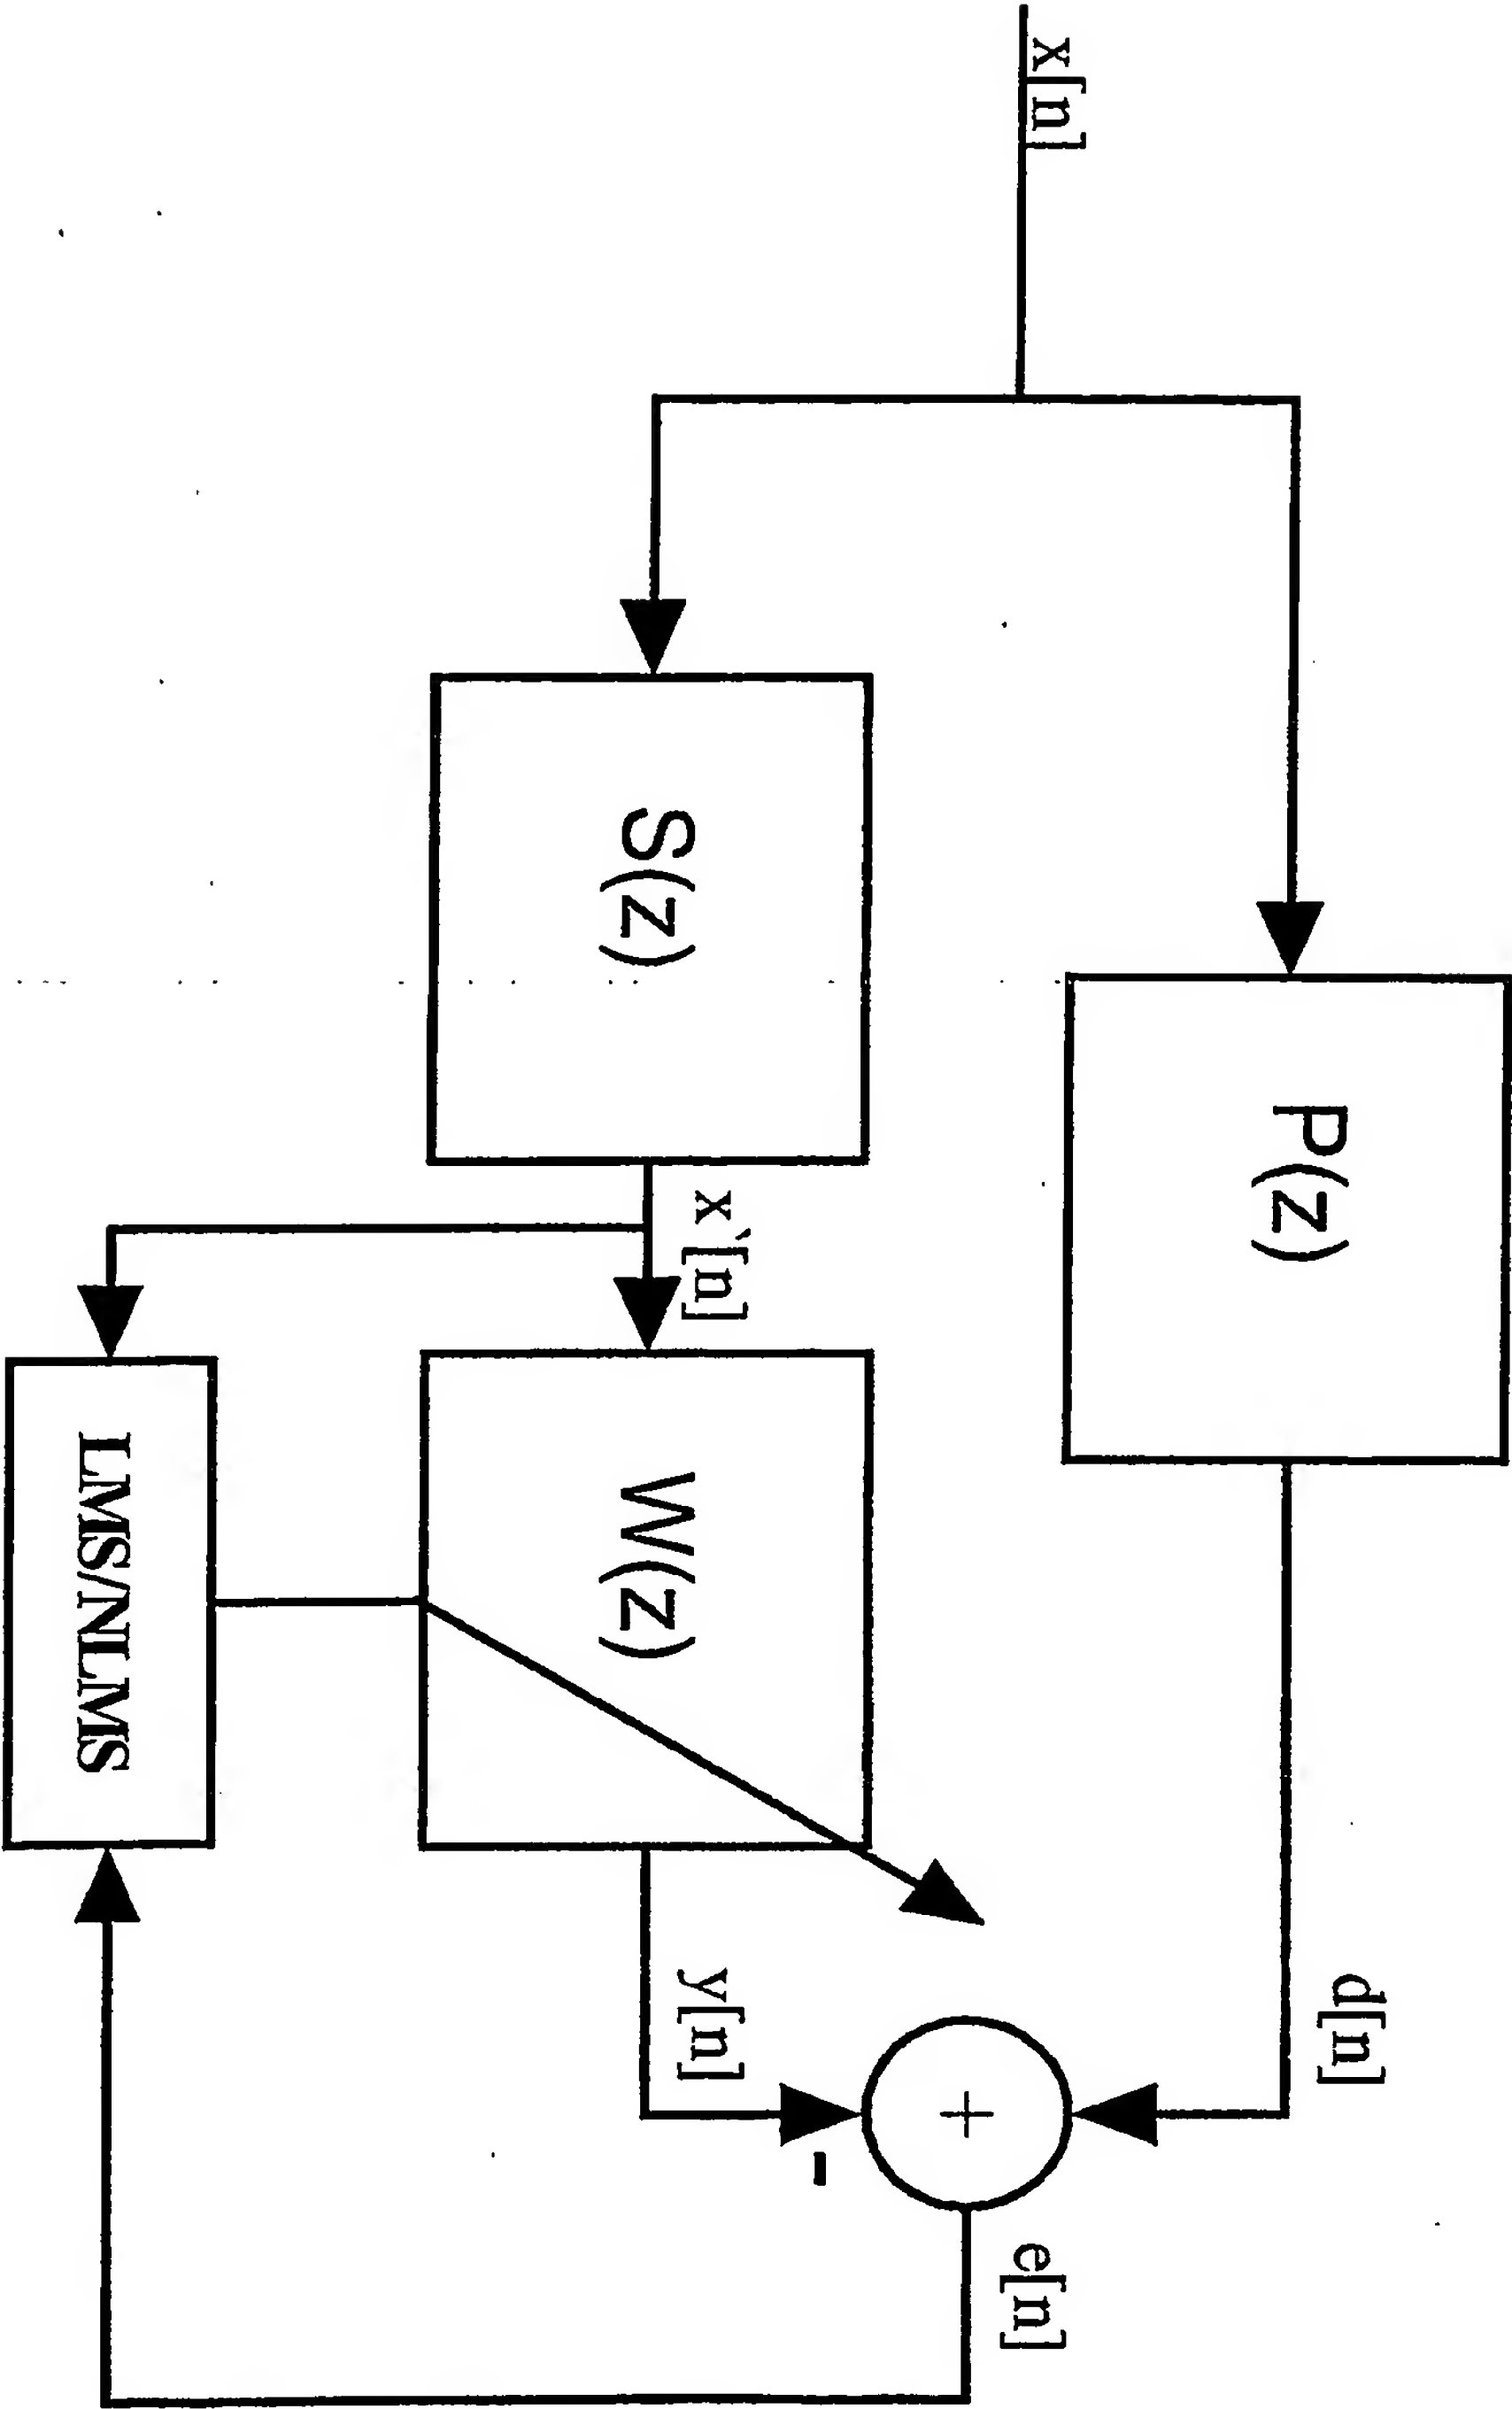 x[n]
P(z)
d[n]
S(z)
x`[n]
W(z)
y[n]
+
-
e[n]
LMS/NLMS